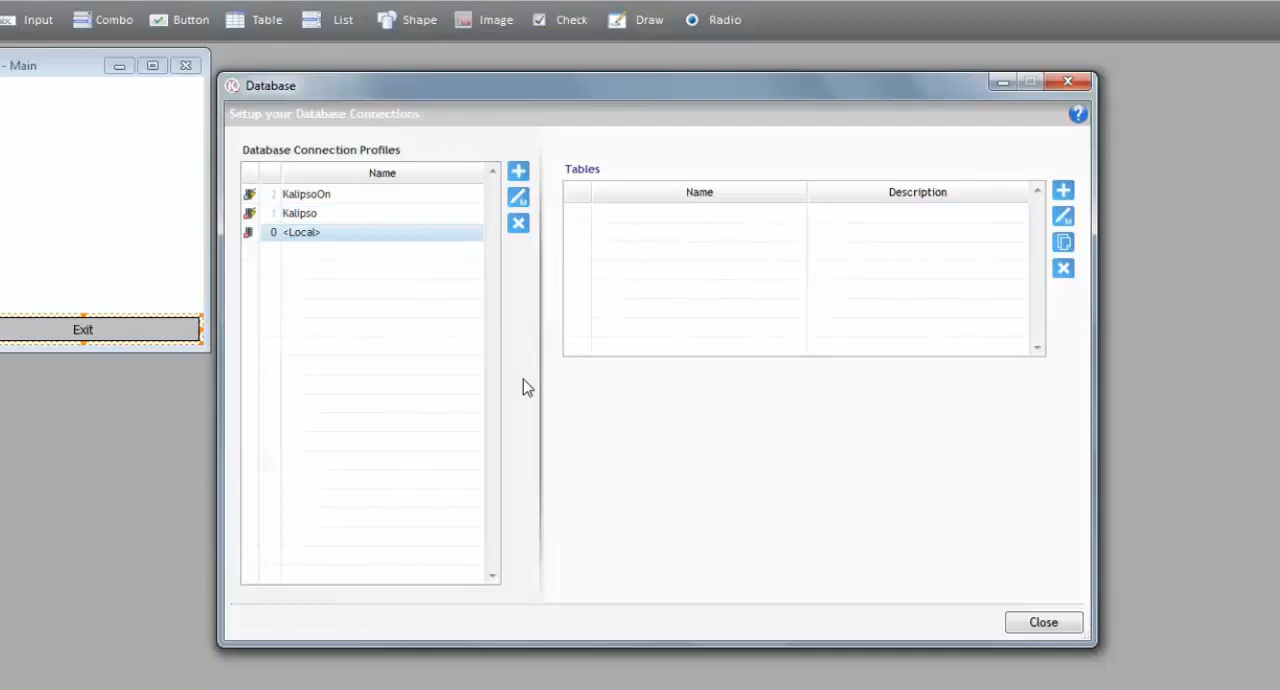 Input Combo Button Table List Shape Image Check Draw Radio
- Main
Database
Setup your Database Connections
Database Connection Profiles
Name
2 KalipsoOn
1 Kalipso
0 <Local>
Tables
Name Description
Exit
Close